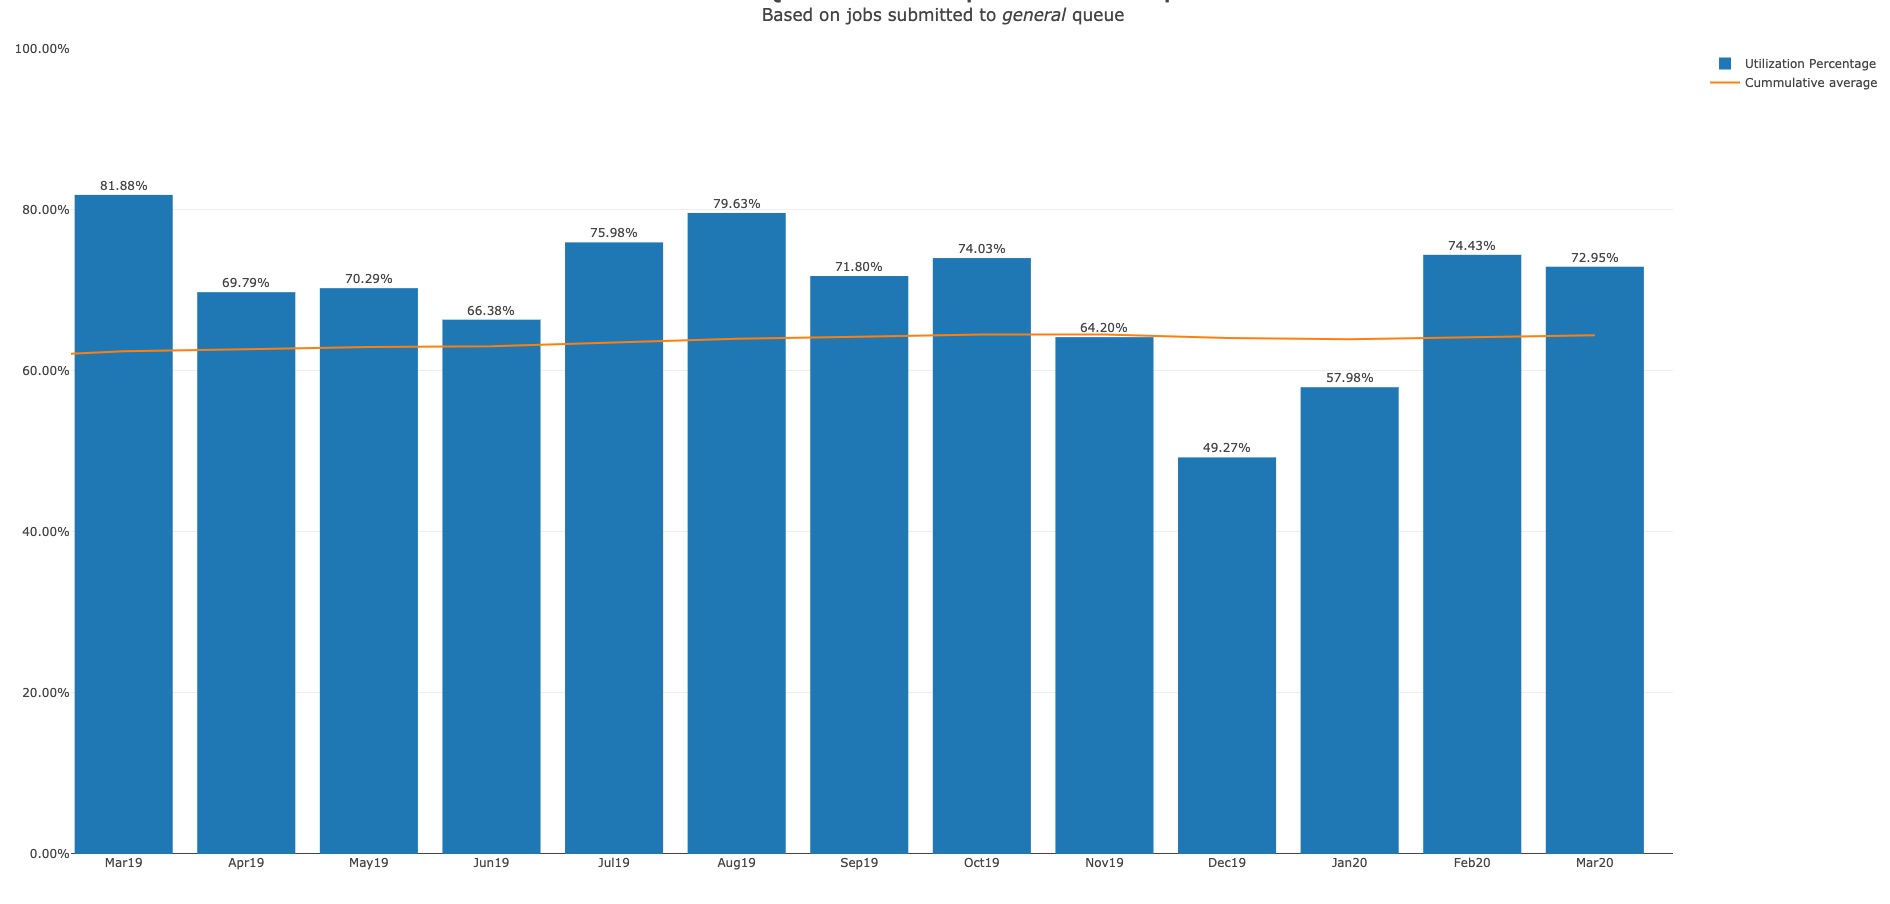 Based on jobs submitted to general queue
100.00%
80.00%
60.00%
40.00%
20.00%
0.00%
Utilization Percentage
Cummulative average
81.88%
69.79%
70.29%
66.38%
75.98%
79.63%
71.80%
74.03%
64.20%
49.27%
57.98%
74.43%
72.95%
Mar19
Apr19
May19
Jun19
Jul19
Aug19
Sep19
Oct19
Nov19
Dec19
Jan20
Feb20
Mar20